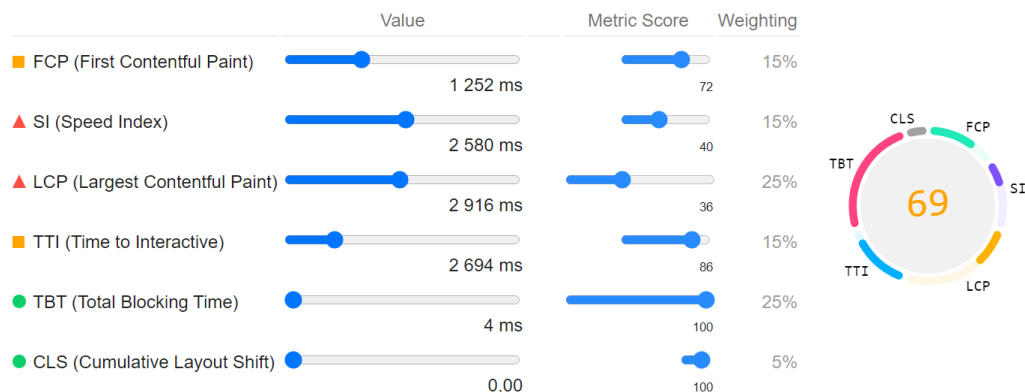 Value Metric Score Weighting
FCP (First Contentful Paint) 15%
1 252 ms 72
SI (Speed Index) 15%
2 580 ms 40
LCP (Largest Contentful Paint) 25%
2 916 ms 36
TTI (Time to Interactive) 15%
2 694 ms 86
TBT (Total Blocking Time) 25%
4 ms 100
CLS (Cumulative Layout Shift) 5%
0.00 100
CLS FCP
TBT
SI
69
TTI
LCP